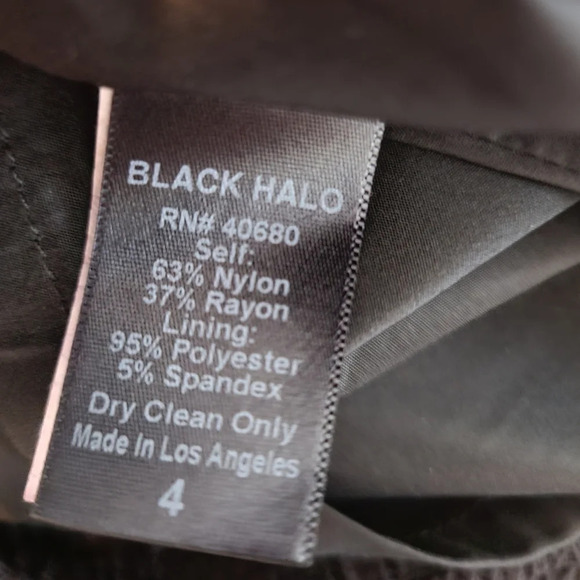 BLACK HALO
RN# 40680
Self:
63% Nylon
37% Rayon
Lining:
95% Polyester
5% Spandex
Dry Clean Only
Made In Los Angeles
4